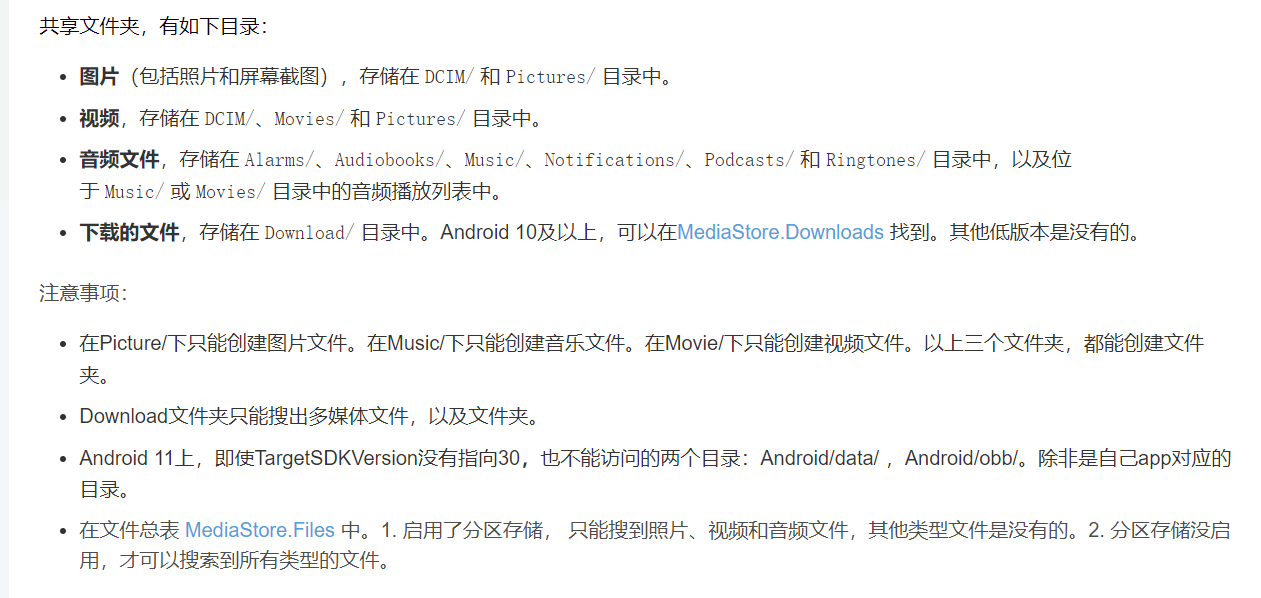 共享文件夹，有如下目录：
图片（包括照片和屏幕截图），存储在 DCIM/ 和 Pictures/ 目录中。
视频，存储在 DCIM/、Movies/ 和 Pictures/ 目录中。
音频文件，存储在 Alarms/、Audiobooks/、Music/、Notifications/、Podcasts/ 和 Ringtones/ 目录中，以及位
于 Music/ 或 Movies/ 目录中的音频播放列表中。
下载的文件，存储在 Download/ 目录中。Android 10及以上，可以在MediaStore.Downloads 找到。其他低版本是没有的。
注意事项：
在Picture/下只能创建图片文件。在Music/下只能创建音乐文件。在Movie/下只能创建视频文件。以上三个文件夹，都能创建文件
夹。
Download文件夹只能搜出多媒体文件，以及文件夹。
Android 11上，即使TargetSDKVersion没有指向30，也不能访问的两个目录：Android/data/ ，Android/obb/。除非是自己app对应的
目录。
在文件总表 MediaStore.Files 中。1. 启用了分区存储， 只能搜到照片、视频和音频文件，其他类型文件是没有的。2. 分区存储没启
用，才可以搜索到所有类型的文件。